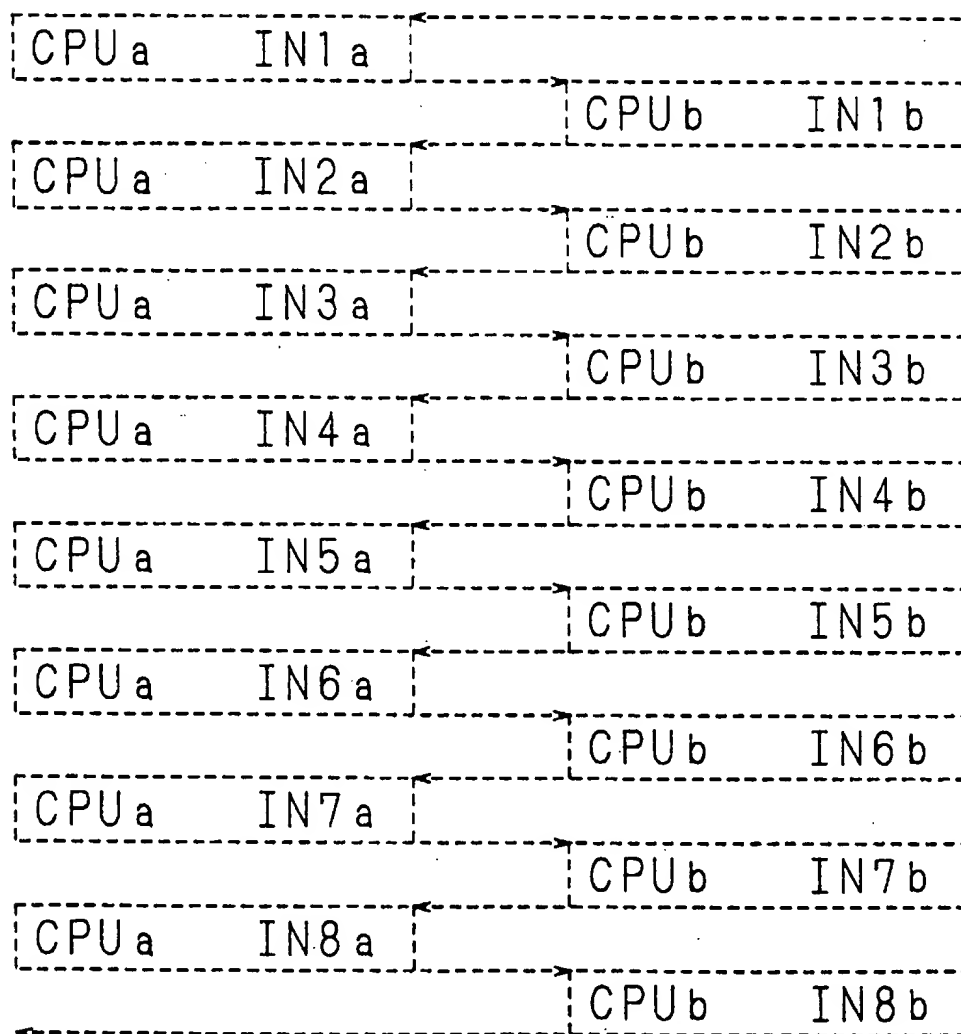 CPUa IN1a
CPUb IN1b
CPUa IN2a
CPUb IN2b
CPUa IN3a
CPUb IN3b
CPUa IN4a
CPUb IN4b
CPUa IN5a
CPUb IN5b
CPUa IN6a
CPUb IN6b
CPUa IN7a
CPUb IN7b
CPUa IN8a
CPUb IN8b